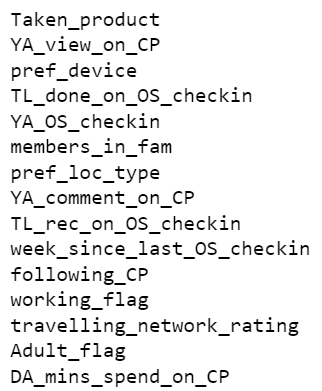 Taken_product
YA_view_on_CP
pref_device
TL_done_on_OS_checkin
YA_OS_checkin
members_in_fam
pref_loc_type
YA_comment_on_CP
TL_rec_on_OS_checkin
week_since_last_OS_checkin
following_CP
working_flag
travelling_network_rating
Adult_flag
DA_mins_spend_on_CP